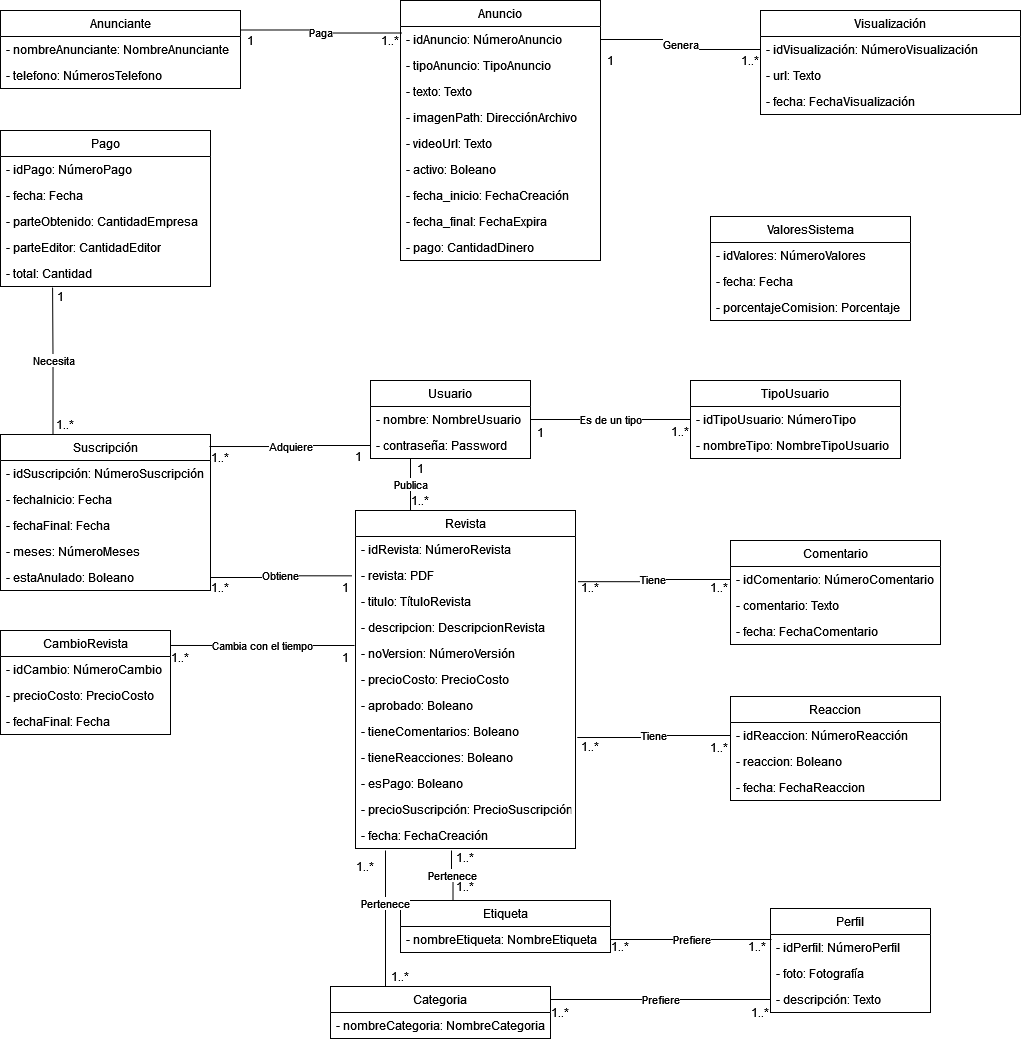 Anunciante
- nombreAnunciante: NombreAnunciante
- telefono: NúmerosTelefono
1
Paga
1..*
Anuncio
- idAnuncio: NúmeroAnuncio
- tipoAnuncio: TipoAnuncio
- texto: Texto
- imagenPath: DirecciónArchivo
- videoUrl: Texto
- activo: Boleano
- fecha_inicio: FechaCreación
- fecha_final: FechaExpira
- pago: CantidadDinero
1
Genera
1..*
Visualización
- idVisualización: NúmeroVisualización
- url: Texto
- fecha: FechaVisualización
Pago
- idPago: NúmeroPago
- fecha: Fecha
- parteObtenido: CantidadEmpresa
- parteEditor: CantidadEditor
- total: Cantidad
1
Necesita
1..*
ValoresSistema
- idValores: NúmeroValores
- fecha: Fecha
- porcentajeComision: Porcentaje
Suscripción
- idSuscripción: NúmeroSuscripción
- fechaInicio: Fecha
- fechaFinal: Fecha
- meses: NúmeroMeses
- estaAnulado: Boleano
1..*
Adquiere
1
Usuario
- nombre: NombreUsuario
- contraseña: Password
1
Es de un tipo
1..*
TipoUsuario
- idTipoUsuario: NúmeroTipo
- nombreTipo: NombreTipoUsuario
1
Publica
1..*
1..*
Obtiene
1
Revista
- idRevista: NúmeroRevista
- revista: PDF
- titulo: TítuloRevista
- descripcion: DescripcionRevista
- noVersion: NúmeroVersión
- precioCosto: PrecioCosto
- aprobado: Boleano
- tieneComentarios: Boleano
- tieneReacciones: Boleano
- esPago: Boleano
- precioSuscripción: PrecioSuscripción
- fecha: FechaCreación
CambioRevista
- idCambio: NúmeroCambio
- precioCosto: PrecioCosto
- fechaFinal: Fecha
1..*
Cambia con el tiempo
1
1..*
Tiene
1..*
Comentario
- idComentario: NúmeroComentario
- comentario: Texto
- fecha: FechaComentario
1..*
Tiene
1..*
Reaccion
- idReaccion: NúmeroReacción
- reaccion: Boleano
- fecha: FechaReaccion
1..*
Pertenece
1..*
1..*
Pertenece
1..*
Etiqueta
- nombreEtiqueta: NombreEtiqueta
1..*
Prefiere
1..*
Perfil
- idPerfil: NúmeroPerfil
- foto: Fotografía
- descripción: Texto
Categoria
- nombreCategoria: NombreCategoria
1..*
Prefiere
1..*